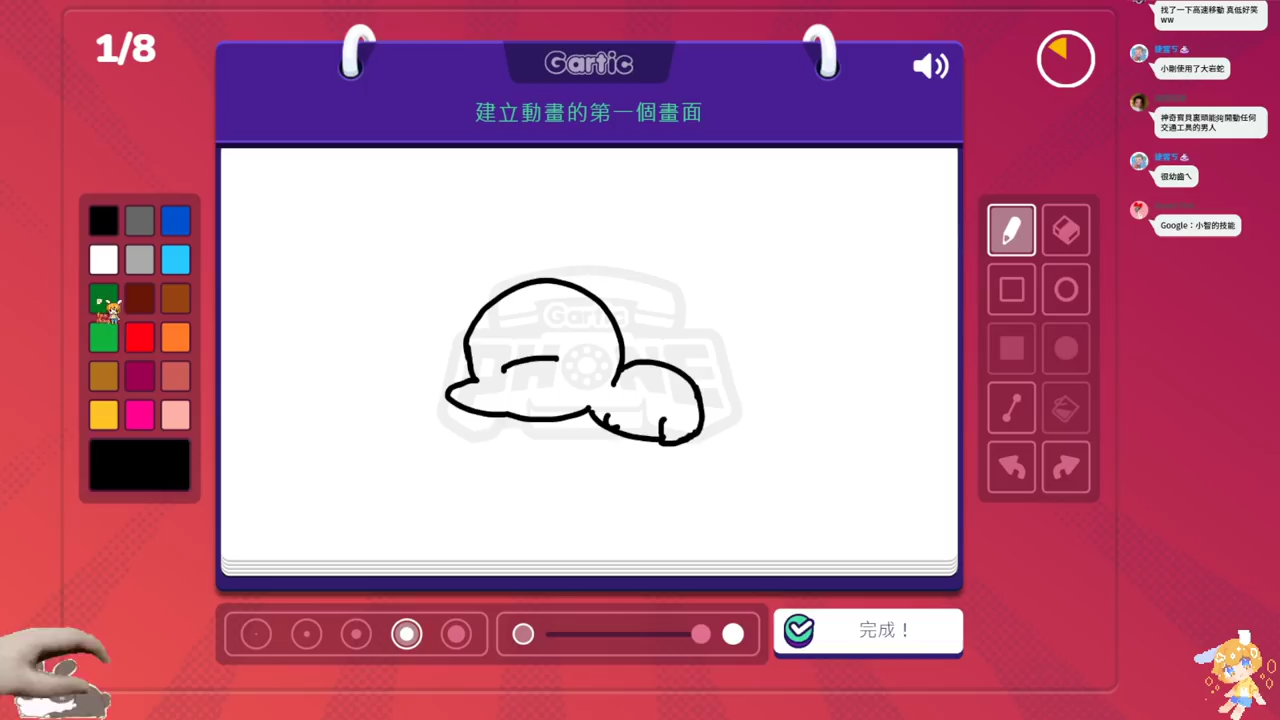 1/8
Gartic
建立動畫的第一個畫面
Gartic
PHONE
完成！
找了一下高速移動 真低好笑
ww
小剛使用了大岩蛇
神奇寶貝裏頭能夠開動任何
交通工具的男人
很幼齒ㄟ
Google：小智的技能